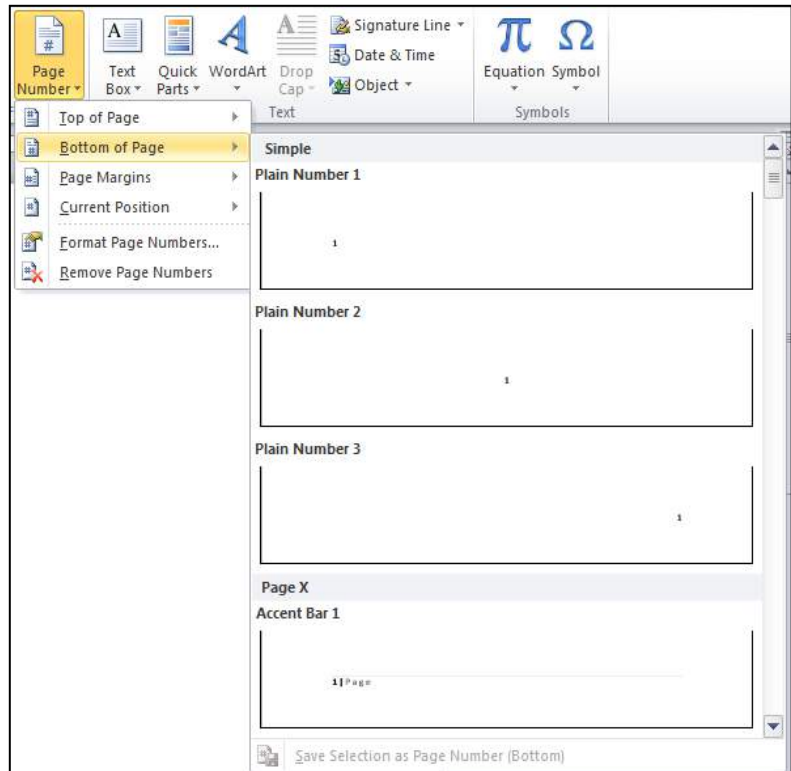 Page Number
Text Box
Quick Parts
WordArt
Drop Cap
Signature Line
Date & Time
Object
Equation
Symbol
Text
Symbols
Top of Page
Bottom of Page
Page Margins
Current Position
Format Page Numbers...
Remove Page Numbers
Simple
Plain Number 1
1
Plain Number 2
1
Plain Number 3
1
Page X
Accent Bar 1
1|Page
Save Selection as Page Number (Bottom)